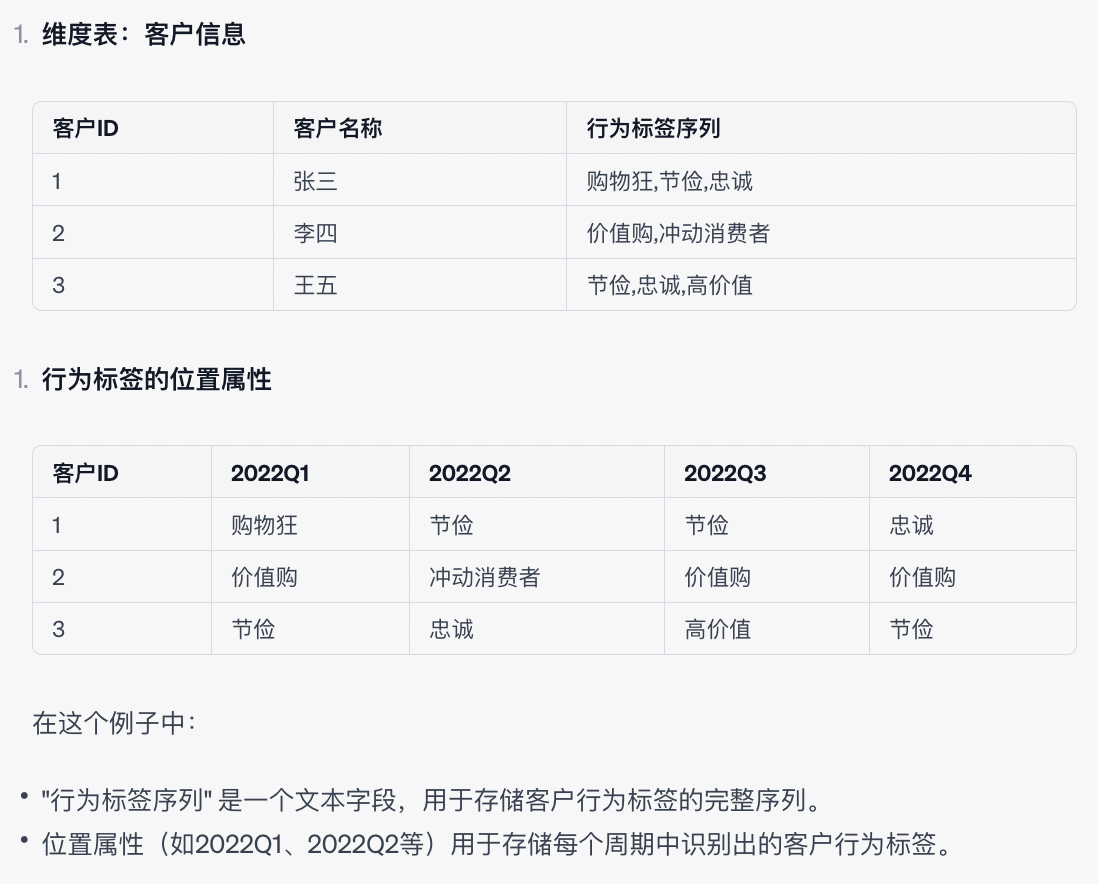 1. 维度表：客户信息
客户ID 客户名称 行为标签序列
1 张三 购物狂,节俭,忠诚
2 李四 价值购,冲动消费者
3 王五 节俭,忠诚,高价值
1. 行为标签的位置属性
客户ID 2022Q1 2022Q2 2022Q3 2022Q4
1 购物狂 节俭 节俭 忠诚
2 价值购 冲动消费者 价值购 价值购
3 节俭 忠诚 高价值 节俭
在这个例子中：
• "行为标签序列" 是一个文本字段，用于存储客户行为标签的完整序列。
• 位置属性（如2022Q1、2022Q2等）用于存储每个周期中识别出的客户行为标签。